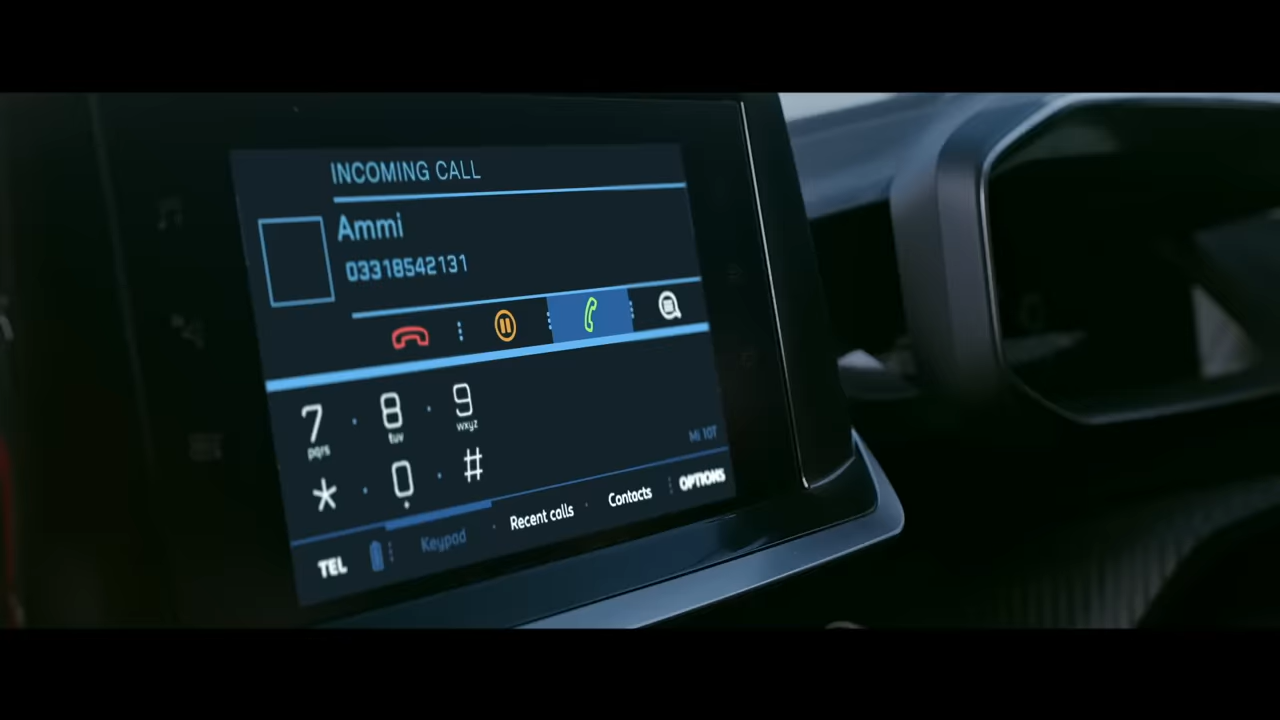 INCOMING CALL
Ammi
03318542131
7 8 9
pqrs tuv wxyz
* 0 #
Mi 10T
TEL Keypad Recent calls Contacts OPTIONS